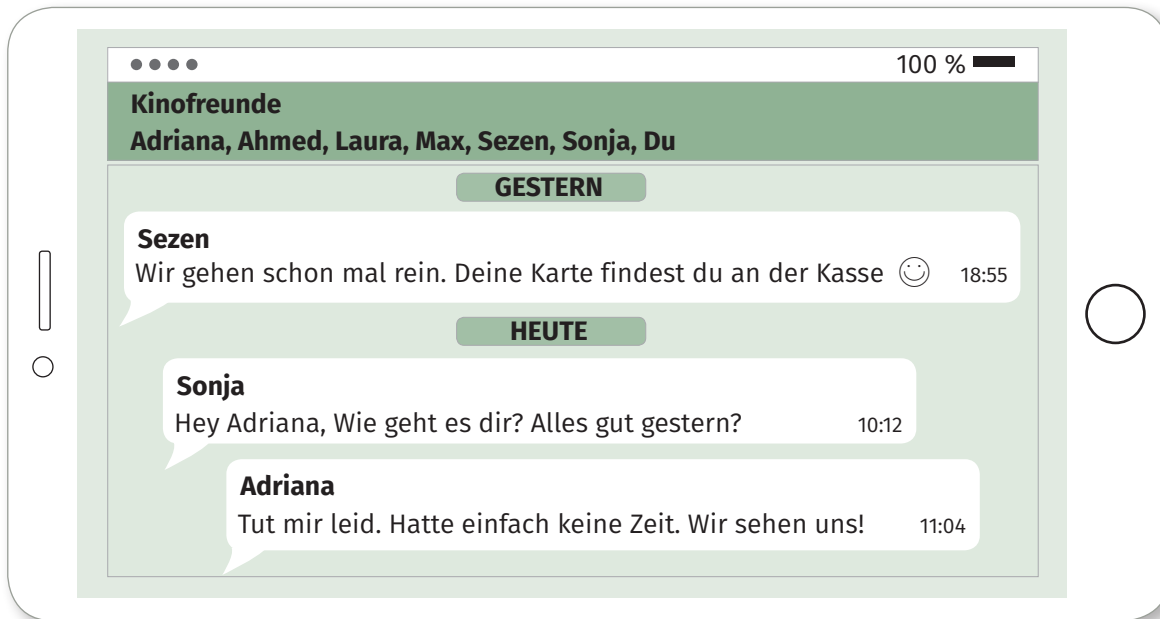 100 %
Kinofreunde
Adriana, Ahmed, Laura, Max, Sezen, Sonja, Du
GESTERN
Sezen
Wir gehen schon mal rein. Deine Karte findest du an der Kasse ☺ 18:55
HEUTE
Sonja
Hey Adriana, Wie geht es dir? Alles gut gestern? 10:12
Adriana
Tut mir leid. Hatte einfach keine Zeit. Wir sehen uns! 11:04